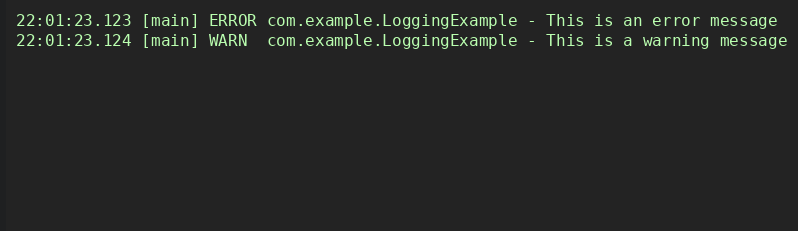 22:01:23.123 [main] ERROR com.example.LoggingExample - This is an error message
22:01:23.124 [main] WARN  com.example.LoggingExample - This is a warning message